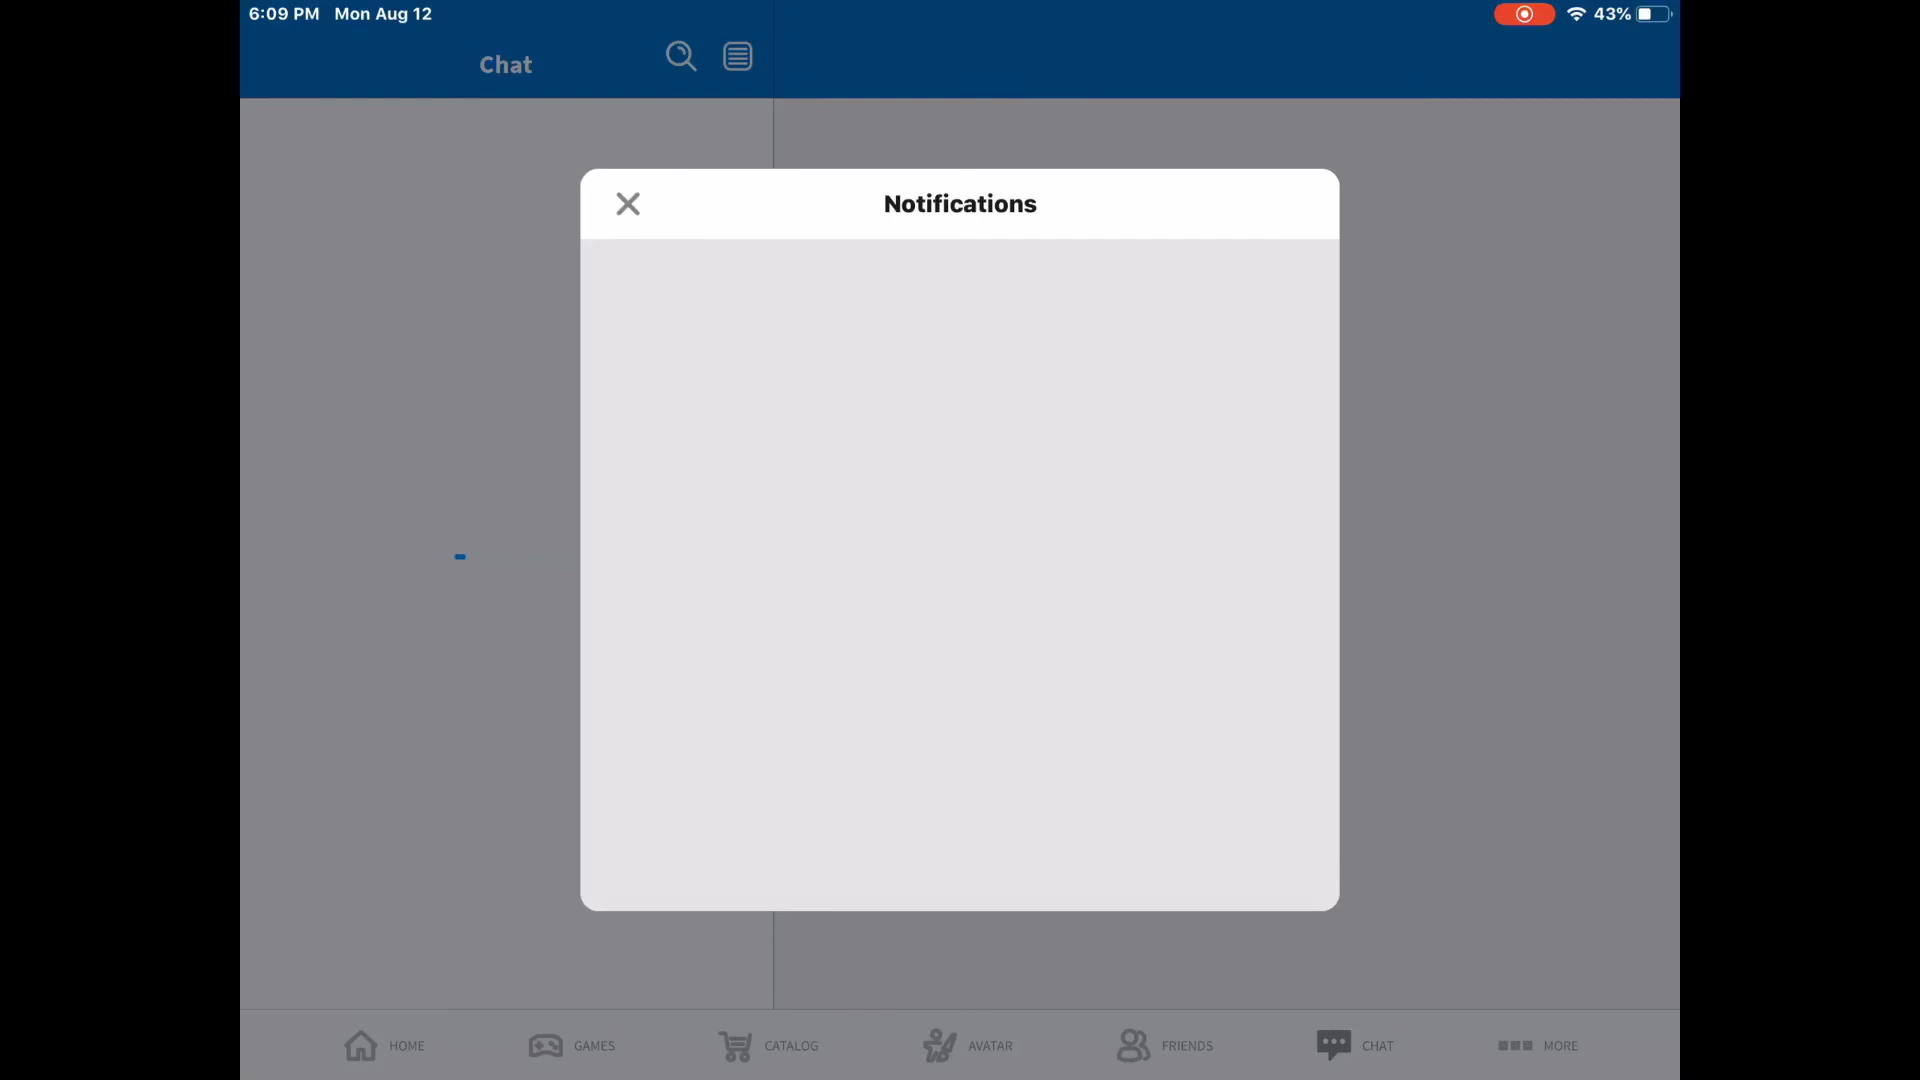 6:09 PM Mon Aug 12
43%
Chat
Notifications
HOME
GAMES
CATALOG
AVATAR
FRIENDS
CHAT
MORE